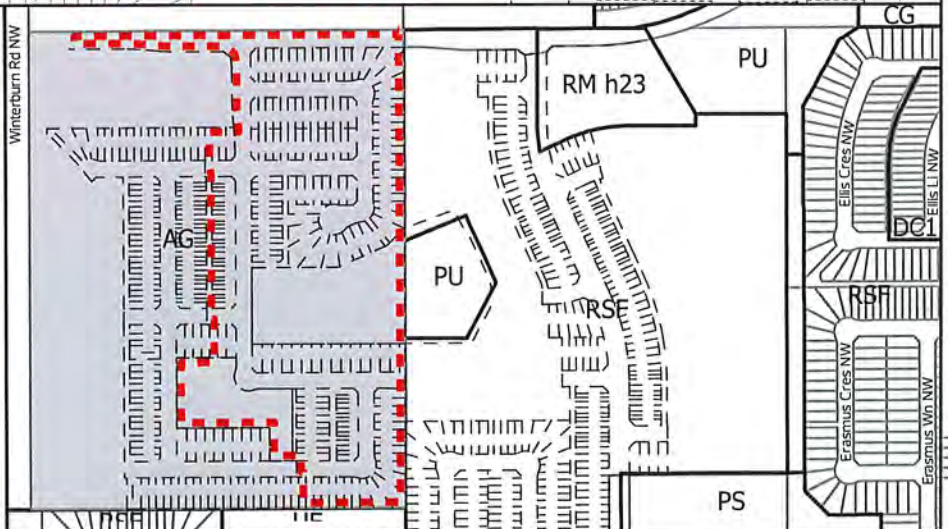 CG
Winterburn Rd NW
PU
RM h23
Ellis Cres NW
Ellis Ll NW
DC1
AG
PU
RSF
RSF
Erasmus Cres NW
Erasmus Wn NW
PS